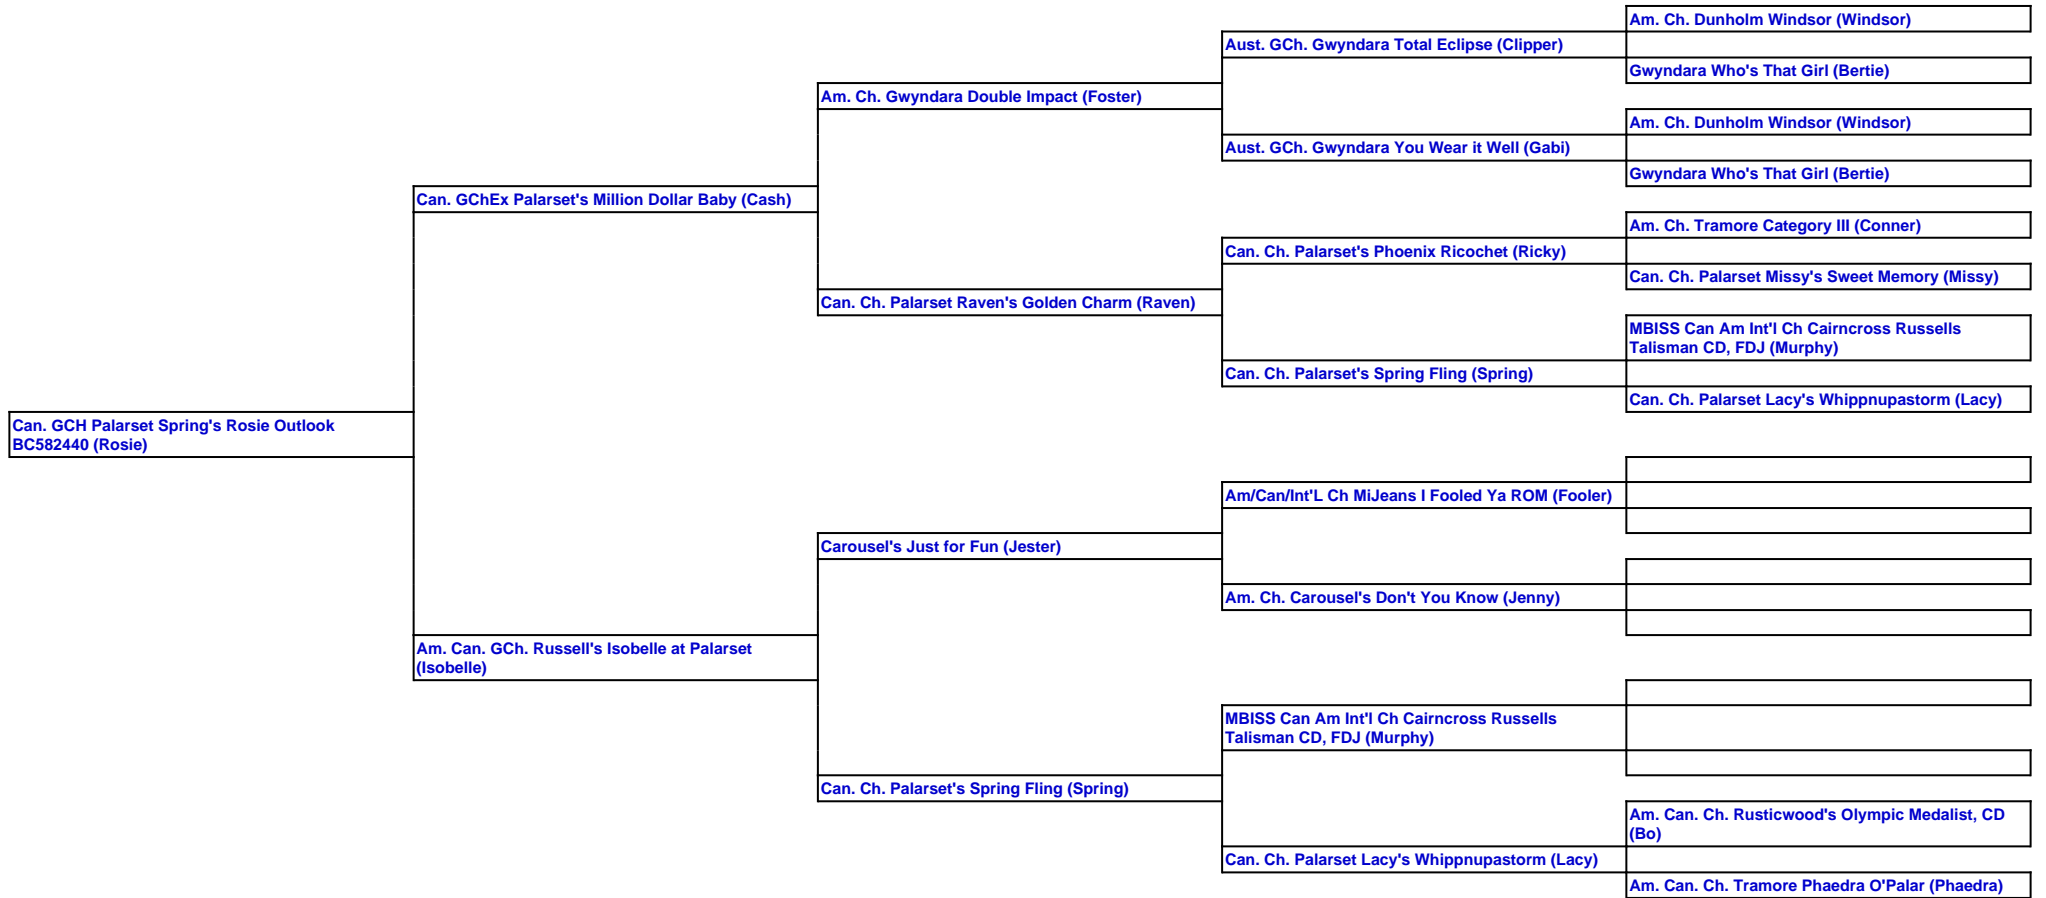 Am. Ch. Dunholm Windsor (Windsor)
Aust. GCh. Gwyndara Total Eclipse (Clipper)
Gwyndara Who's That Girl (Bertie)
Am. Ch. Gwyndara Double Impact (Foster)
Am. Ch. Dunholm Windsor (Windsor)
Aust. GCh. Gwyndara You Wear it Well (Gabi)
Gwyndara Who's That Girl (Bertie)
Can. GChEx Palarset's Million Dollar Baby (Cash)
Am. Ch. Tramore Category III (Conner)
Can. Ch. Palarset's Phoenix Ricochet (Ricky)
Can. Ch. Palarset Missy's Sweet Memory (Missy)
Can. Ch. Palarset Raven's Golden Charm (Raven)
MBISS Can Am Int'l Ch Cairncross Russells
Talisman CD, FDJ (Murphy)
Can. Ch. Palarset's Spring Fling (Spring)
Can. Ch. Palarset Lacy's Whippnupastorm (Lacy)
Can. GCH Palarset Spring's Rosie Outlook
BC582440 (Rosie)
Am/Can/Int'L Ch MiJeans I Fooled Ya ROM (Fooler)
Carousel's Just for Fun (Jester)
Am. Ch. Carousel's Don't You Know (Jenny)
Am. Can. GCh. Russell's Isobelle at Palarset
(Isobelle)
MBISS Can Am Int'l Ch Cairncross Russells
Talisman CD, FDJ (Murphy)
Can. Ch. Palarset's Spring Fling (Spring)
Am. Can. Ch. Rusticwood's Olympic Medalist, CD
(Bo)
Can. Ch. Palarset Lacy's Whippnupastorm (Lacy)
Am. Can. Ch. Tramore Phaedra O'Palar (Phaedra)